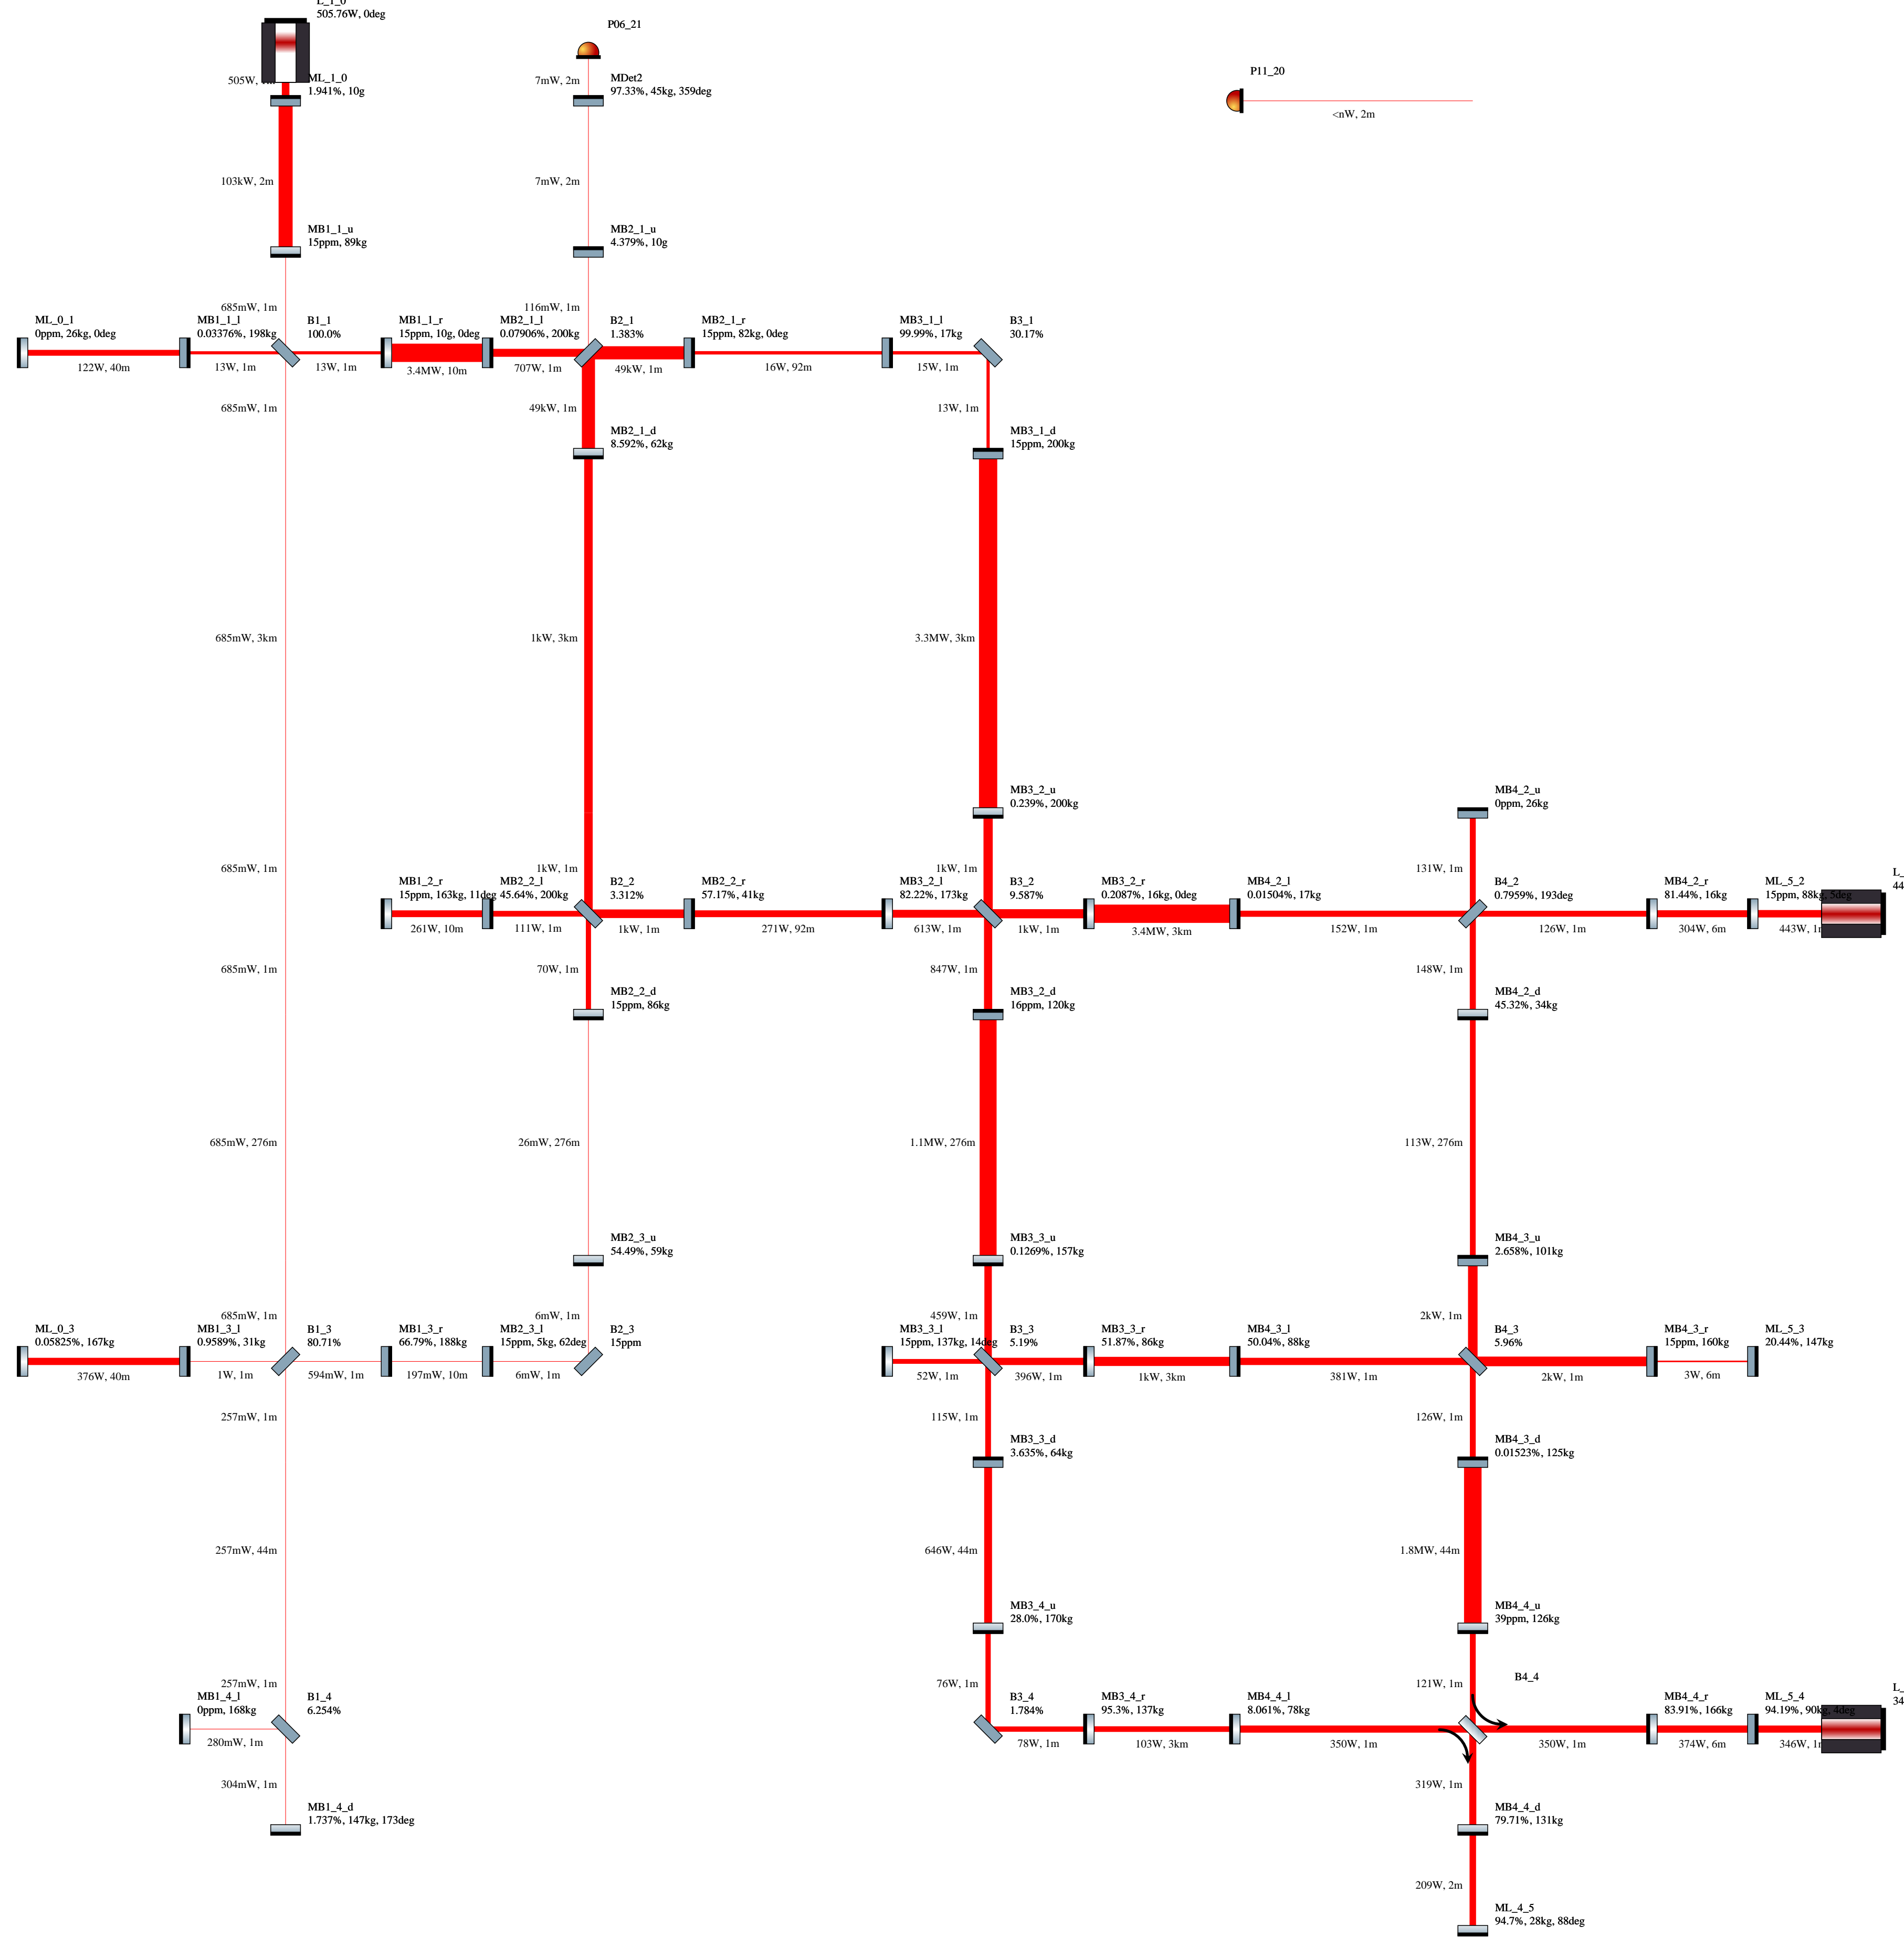 L_1_0
505.76W, 0deg
P06_21
505W,
ML_1_0
1.941%, 10g
7mW, 2m
MDet2
97.33%, 45kg, 359deg
P11_20
<nW, 2m
103kW, 2m
7mW, 2m
MB1_1_u
15ppm, 89kg
MB2_1_u
4.379%, 10g
685mW, 1m
116mW, 1m
ML_0_1
0ppm, 26kg, 0deg
MB1_1_l
0.03376%, 198kg
B1_1
100.0%
MB1_1_r
15ppm, 10g, 0deg
MB2_1_l
0.07906%, 200kg
B2_1
1.383%
MB2_1_r
15ppm, 82kg, 0deg
MB3_1_l
99.99%, 17kg
B3_1
30.17%
122W, 40m
13W, 1m
13W, 1m
3.4MW, 10m
707W, 1m
49kW, 1m
16W, 92m
15W, 1m
685mW, 1m
49kW, 1m
13W, 1m
MB2_1_d
8.592%, 62kg
MB3_1_d
15ppm, 200kg
685mW, 3km
1kW, 3km
3.3MW, 3km
MB3_2_u
0.239%, 200kg
MB4_2_u
0ppm, 26kg
685mW, 1m
1kW, 1m
1kW, 1m
131W, 1m
MB1_2_r
15ppm, 163kg, 11deg
MB2_2_l
45.64%, 200kg
B2_2
3.312%
MB2_2_r
57.17%, 41kg
MB3_2_l
82.22%, 173kg
B3_2
9.587%
MB3_2_r
0.2087%, 16kg, 0deg
MB4_2_l
0.01504%, 17kg
B4_2
0.7959%, 193deg
MB4_2_r
81.44%, 16kg
ML_5_2
15ppm, 88kg, 5deg
L_
44
261W, 10m
111W, 1m
1kW, 1m
271W, 92m
613W, 1m
1kW, 1m
3.4MW, 3km
152W, 1m
126W, 1m
304W, 6m
443W, 1m
685mW, 1m
70W, 1m
847W, 1m
148W, 1m
MB2_2_d
15ppm, 86kg
MB3_2_d
16ppm, 120kg
MB4_2_d
45.32%, 34kg
685mW, 276m
26mW, 276m
1.1MW, 276m
113W, 276m
MB2_3_u
54.49%, 59kg
MB3_3_u
0.1269%, 157kg
MB4_3_u
2.658%, 101kg
685mW, 1m
6mW, 1m
459W, 1m
2kW, 1m
ML_0_3
0.05825%, 167kg
MB1_3_l
0.9589%, 31kg
B1_3
80.71%
MB1_3_r
66.79%, 188kg
MB2_3_l
15ppm, 5kg, 62deg
B2_3
15ppm
MB3_3_l
15ppm, 137kg, 14deg
B3_3
5.19%
MB3_3_r
51.87%, 86kg
MB4_3_l
50.04%, 88kg
B4_3
5.96%
MB4_3_r
15ppm, 160kg
ML_5_3
20.44%, 147kg
376W, 40m
1W, 1m
594mW, 1m
197mW, 10m
6mW, 1m
52W, 1m
396W, 1m
1kW, 3km
381W, 1m
2kW, 1m
3W, 6m
257mW, 1m
115W, 1m
126W, 1m
MB3_3_d
3.635%, 64kg
MB4_3_d
0.01523%, 125kg
257mW, 44m
646W, 44m
1.8MW, 44m
MB3_4_u
28.0%, 170kg
MB4_4_u
39ppm, 126kg
257mW, 1m
76W, 1m
121W, 1m
B4_4
MB1_4_l
0ppm, 168kg
B1_4
6.254%
B3_4
1.784%
MB3_4_r
95.3%, 137kg
MB4_4_l
8.061%, 78kg
MB4_4_r
83.91%, 166kg
ML_5_4
94.19%, 90kg, 4deg
L_
34
280mW, 1m
78W, 1m
103W, 3km
350W, 1m
350W, 1m
374W, 6m
346W, 1m
304mW, 1m
319W, 1m
MB1_4_d
1.737%, 147kg, 173deg
MB4_4_d
79.71%, 131kg
209W, 2m
ML_4_5
94.7%, 28kg, 88deg